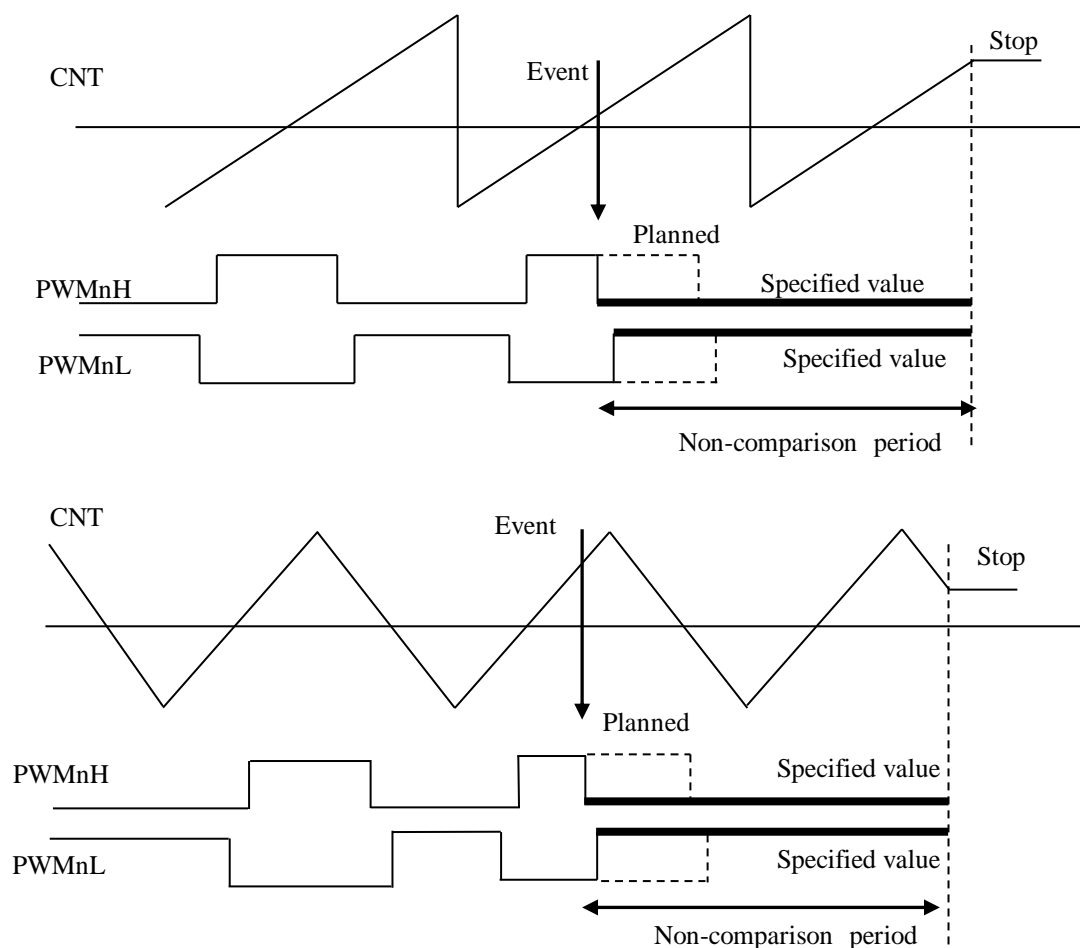 Stop
CNT
Event
Planned
PWMnH
Specified value
PWMnL
Specified value
Non-comparison period
CNT
Event
Stop
Planned
PWMnH
Specified value
PWMnL
Specified value
Non-comparison period